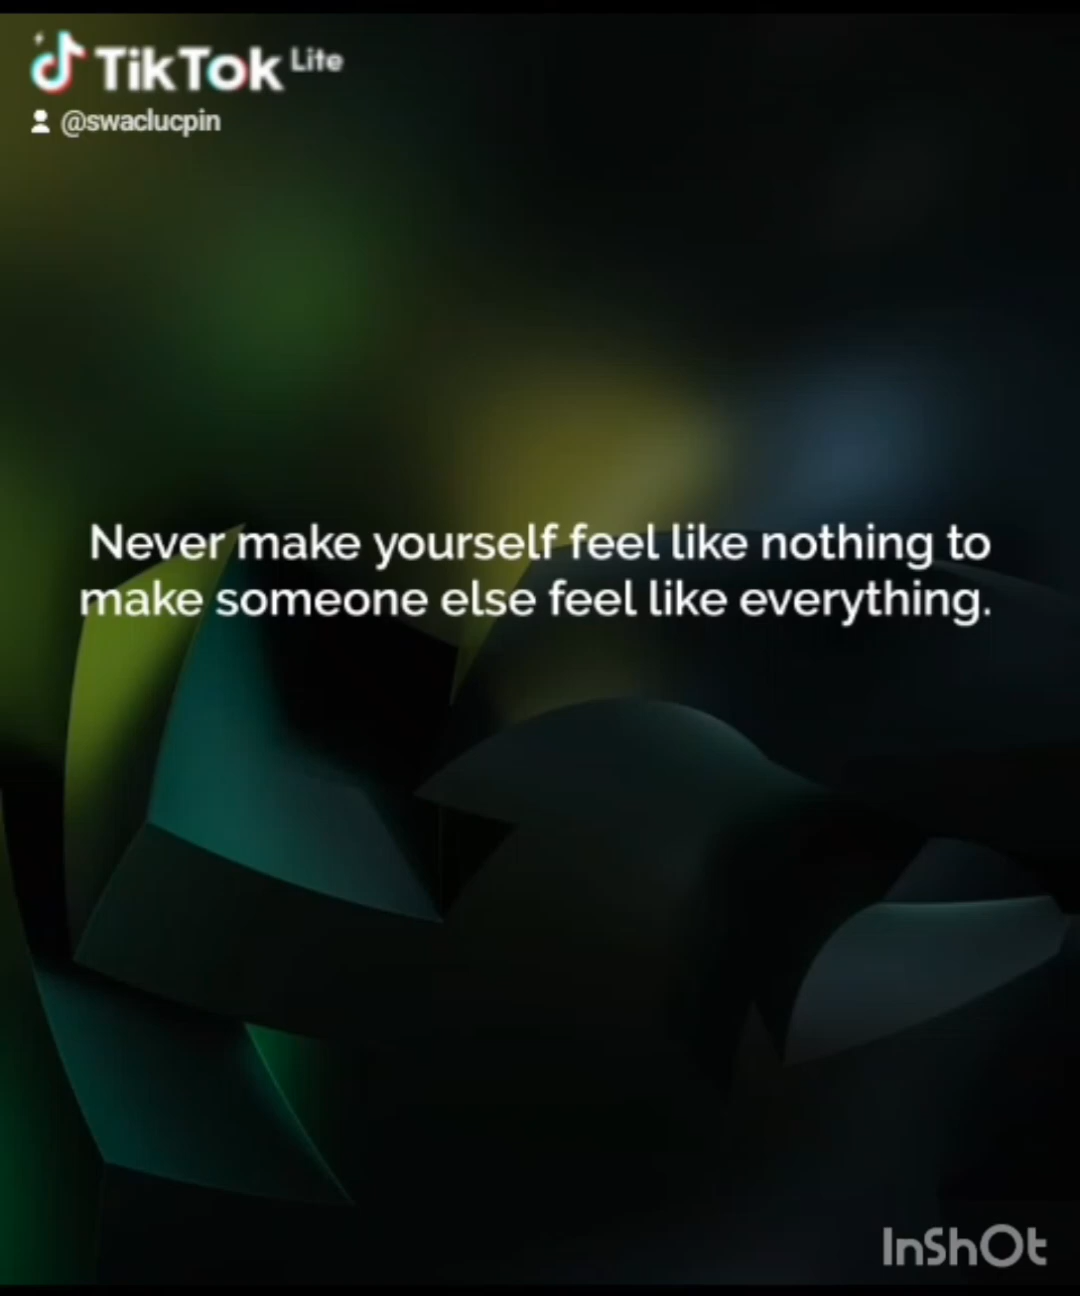 TikTok Lite
@swaclucpin
Never make yourself feel like nothing to
make someone else feel like everything.
InShOt